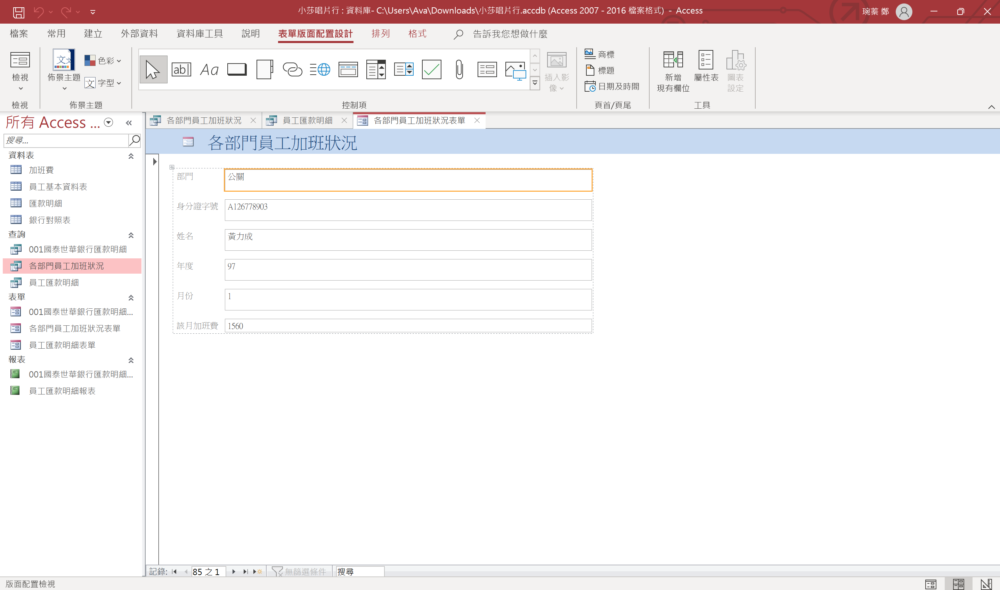 小莎唱片行 : 資料庫- C:\Users\Ava\Downloads\小莎唱片行.accdb (Access 2007 - 2016 檔案格式) - Access
琬蓁 鄭
檔案 常用 建立 外部資料 資料庫工具 說明 表單版面配置設計 排列 格式 告訴我您想做什麼
檢視
檢視
文文
佈景主題
色彩
文 字型
佈景主題
ab
Aa
插入影
像
控制項
商標
標題
日期及時間
頁首/頁尾
新增
現有欄位
屬性表
圖表
設定
工具
所有 Access ...
搜尋...
資料表
加班費
員工基本資料表
匯款明細
銀行對照表
查詢
001國泰世華銀行匯款明細
各部門員工加班狀況
員工匯款明細
表單
001國泰世華銀行匯款明細...
各部門員工加班狀況表單
員工匯款明細表單
報表
001國泰世華銀行匯款明細...
員工匯款明細報表
各部門員工加班狀況 員工匯款明細 各部門員工加班狀況表單
各部門員工加班狀況
部門 公關
身分證字號 A126778903
姓名 黃力成
年度 97
月份 1
該月加班費 1560
記錄: 85 之 1 無篩選條件 搜尋
版面配置檢視